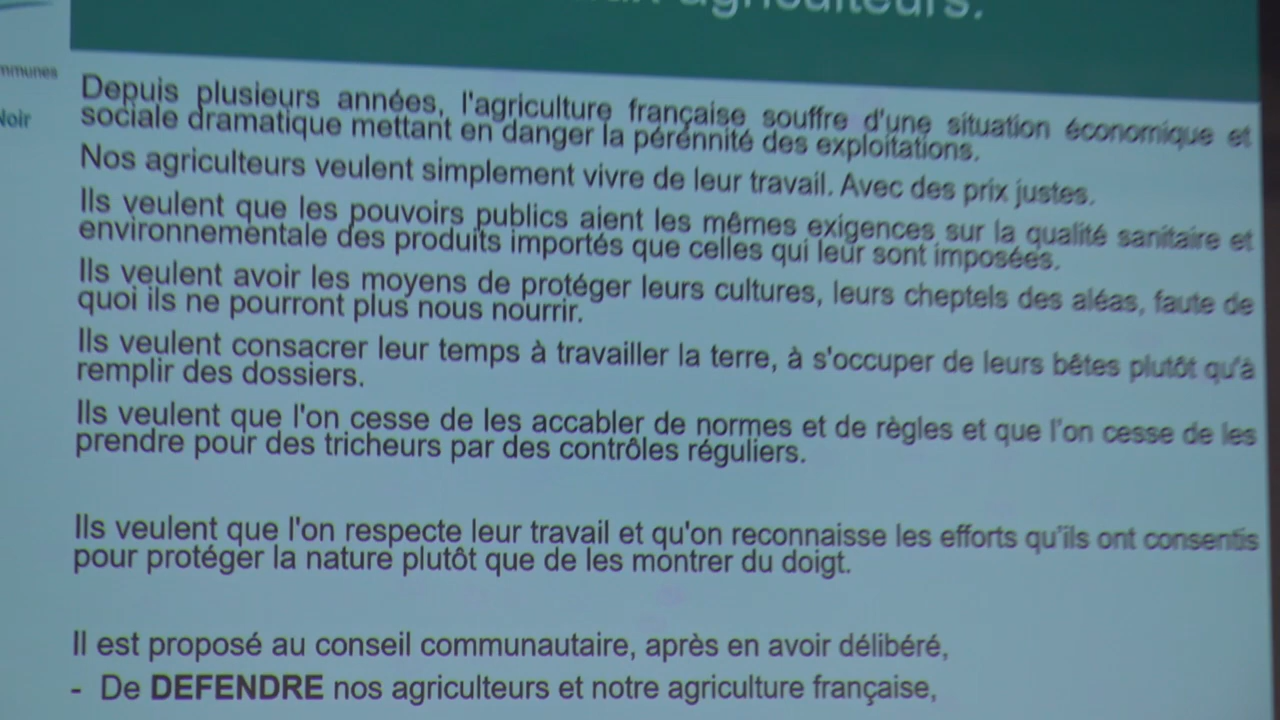 agriculteurs.
mmunes
Noir
Depuis plusieurs années, l'agriculture française souffre d'une situation économique et
sociale dramatique mettant en danger la pérénnité des exploitations.
Nos agriculteurs veulent simplement vivre de leur travail. Avec des prix justes.
Ils veulent que les pouvoirs publics aient les mêmes exigences sur la qualité sanitaire et
environnementale des produits importés que celles qui leur sont imposées.
Ils veulent avoir les moyens de protéger leurs cultures, leurs cheptels des aléas, faute de
quoi ils ne pourront plus nous nourrir.
Ils veulent consacrer leur temps à travailler la terre, à s'occuper de leurs bêtes plutôt qu'à
remplir des dossiers.
Ils veulent que l'on cesse de les accabler de normes et de règles et que l'on cesse de les
prendre pour des tricheurs par des contrôles réguliers.
Ils veulent que l'on respecte leur travail et qu'on reconnaisse les efforts qu'ils ont consentis
pour protéger la nature plutôt que de les montrer du doigt.
Il est proposé au conseil communautaire, après en avoir délibéré,
- De DEFENDRE nos agriculteurs et notre agriculture française,